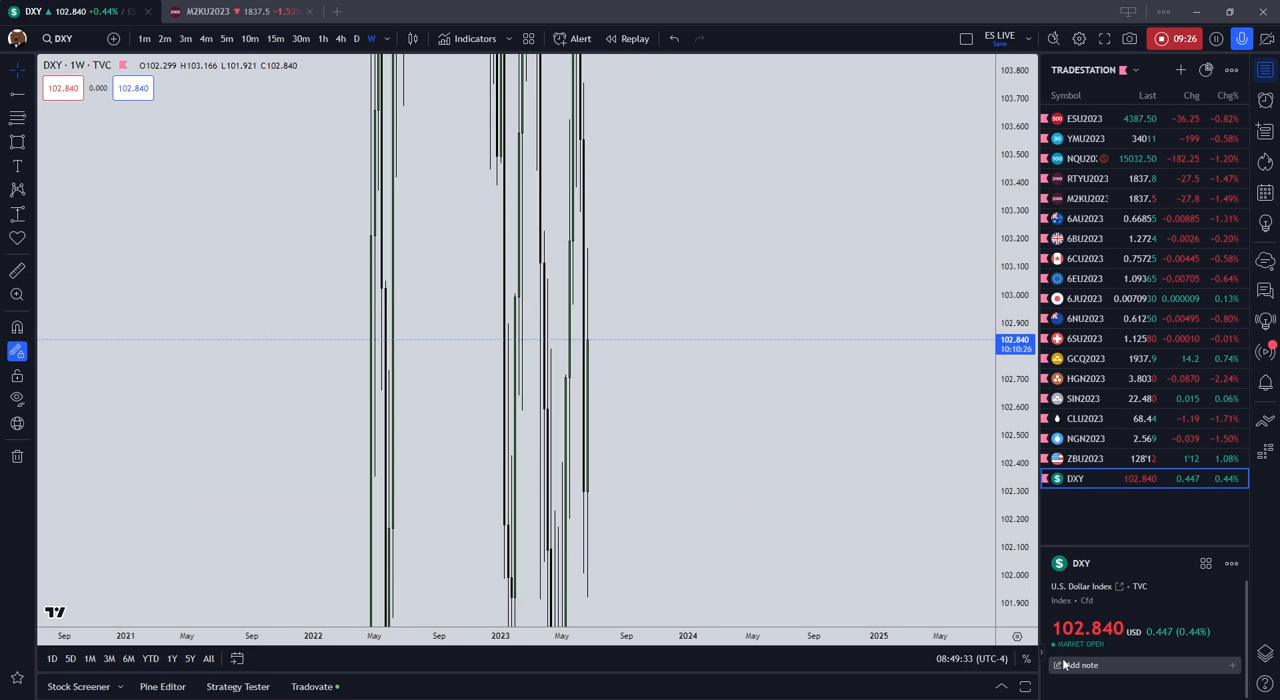 DXY ▲ 102.840 +0.44% / ES
M2KU2023 ▼ 1837.5 −1.52%
DXY
1m 2m 3m 4m 5m 10m 15m 30m 1h 4h D W
Indicators
Alert
Replay
ES LIVE
Save
09:26
DXY · 1W · TVC
O102.299 H103.166 L101.921 C102.840
102.840 0.000 102.840
103.800
103.700
103.600
103.500
103.400
103.300
103.200
103.100
103.000
102.900
102.840
10:10:26
102.700
102.600
102.500
102.400
102.300
102.200
102.100
102.000
101.900
Sep 2021 May Sep 2022 May Sep 2023 May Sep 2024 May Sep 2025 May
1D 5D 1M 3M 6M YTD 1Y 5Y All
08:49:33 (UTC-4) %
Stock Screener Pine Editor Strategy Tester Tradovate
TRADESTATION
Symbol Last Chg Chg%
ESU2023 4387.50 −36.25 −0.82%
YMU2023 34011 −199 −0.58%
NQU20 15032.50 −182.25 −1.20%
RTYU2023 1837.8 −27.5 −1.47%
M2KU2023 1837.5 −27.8 −1.49%
6AU2023 0.66855 −0.00885 −1.31%
6BU2023 1.2724 −0.0026 −0.20%
6CU2023 0.75725 −0.00445 −0.58%
6EU2023 1.09365 −0.00705 −0.64%
6JU2023 0.0070930 0.000009 0.13%
6NU2023 0.61250 −0.00495 −0.80%
6SU2023 1.12580 −0.00010 −0.01%
GCQ2023 1937.9 14.2 0.74%
HGN2023 3.8030 −0.0870 −2.24%
SIN2023 22.480 0.015 0.06%
CLU2023 68.44 −1.19 −1.71%
NGN2023 2.569 −0.039 −1.50%
ZBU2023 128'12 1'12 1.08%
DXY 102.840 0.447 0.44%
DXY
U.S. Dollar Index • TVC
Index • Cfd
102.840 USD 0.447 (0.44%)
MARKET OPEN
Add note